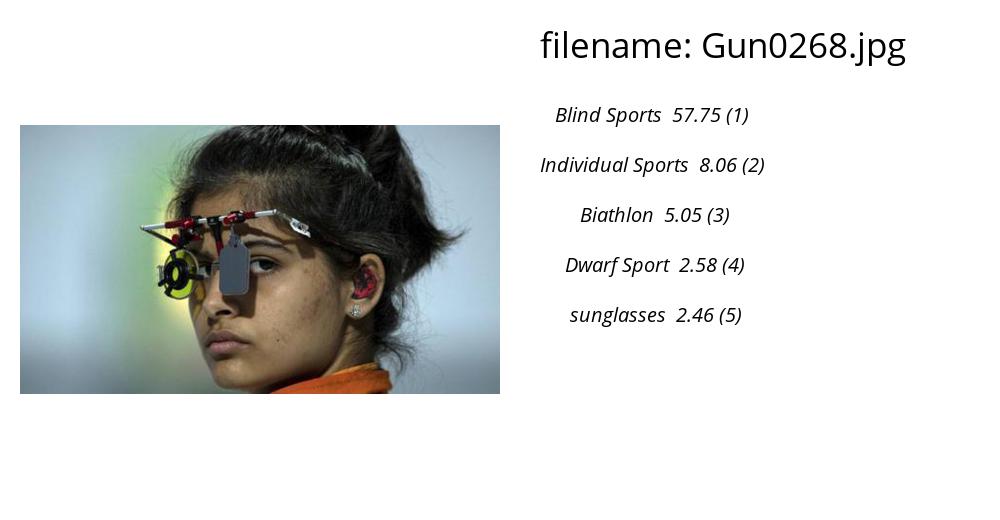 filename: Gun0268.jpg
Blind Sports 57.75 (1)
Individual Sports 8.06 (2)
Biathlon 5.05 (3)
Dwarf Sport 2.58 (4)
sunglasses 2.46 (5)